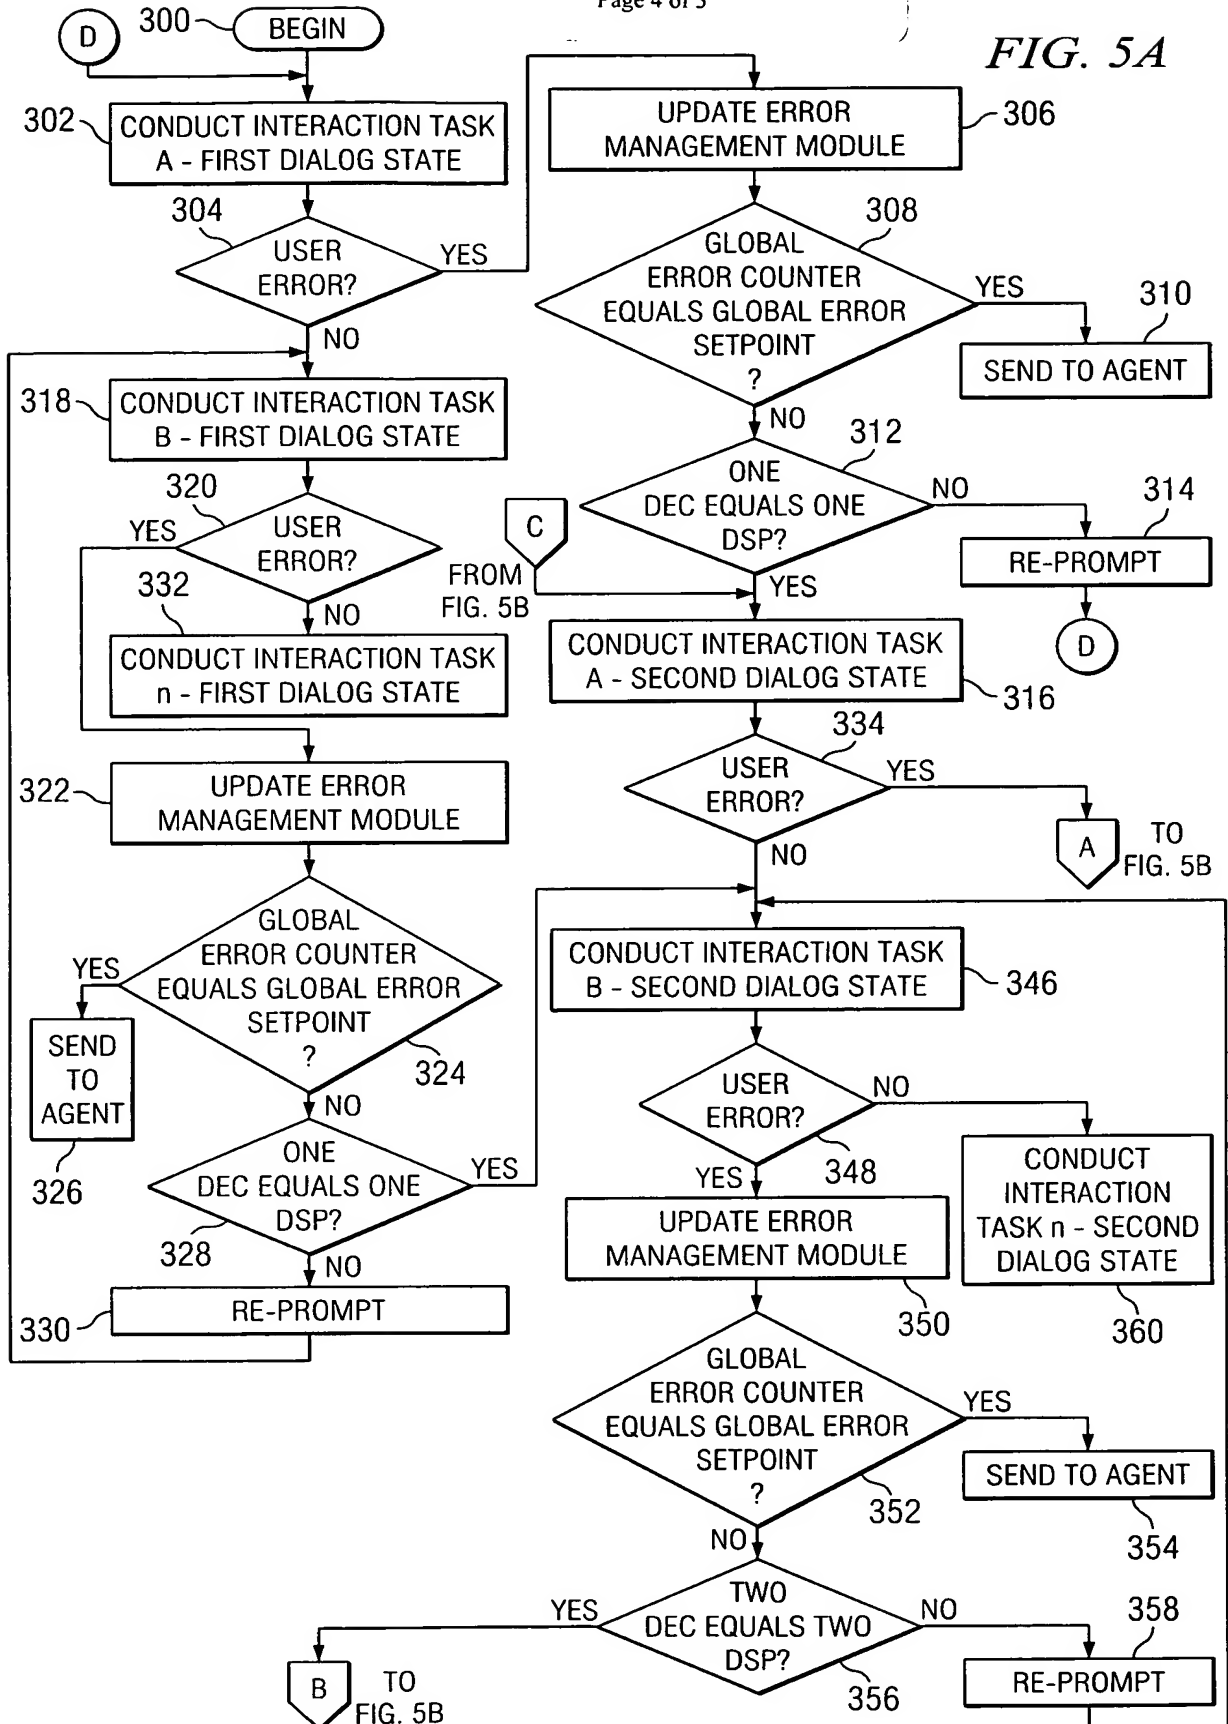 Page 4 of 5
FIG. 5A
D
300
BEGIN
302
CONDUCT INTERACTION TASK
A - FIRST DIALOG STATE
304
USER
ERROR?
YES
NO
318
CONDUCT INTERACTION TASK
B - FIRST DIALOG STATE
320
YES
USER
ERROR?
332
NO
CONDUCT INTERACTION TASK
n - FIRST DIALOG STATE
322
UPDATE ERROR
MANAGEMENT MODULE
GLOBAL
ERROR COUNTER
EQUALS GLOBAL ERROR
SETPOINT
?
YES
324
SEND
TO
AGENT
326
NO
ONE
DEC EQUALS ONE
DSP?
YES
328
NO
330
RE-PROMPT
UPDATE ERROR
MANAGEMENT MODULE
306
308
GLOBAL
ERROR COUNTER
EQUALS GLOBAL ERROR
SETPOINT
?
YES
310
SEND TO AGENT
NO
312
ONE
DEC EQUALS ONE
DSP?
NO
314
RE-PROMPT
D
C
FROM
FIG. 5B
YES
CONDUCT INTERACTION TASK
A - SECOND DIALOG STATE
316
334
USER
ERROR?
YES
A
TO
FIG. 5B
NO
CONDUCT INTERACTION TASK
B - SECOND DIALOG STATE
346
USER
ERROR?
NO
348
YES
CONDUCT
INTERACTION
TASK n - SECOND
DIALOG STATE
360
UPDATE ERROR
MANAGEMENT MODULE
350
GLOBAL
ERROR COUNTER
EQUALS GLOBAL ERROR
SETPOINT
?
YES
352
SEND TO AGENT
354
NO
TWO
DEC EQUALS TWO
DSP?
YES
NO
356
358
RE-PROMPT
B
TO
FIG. 5B